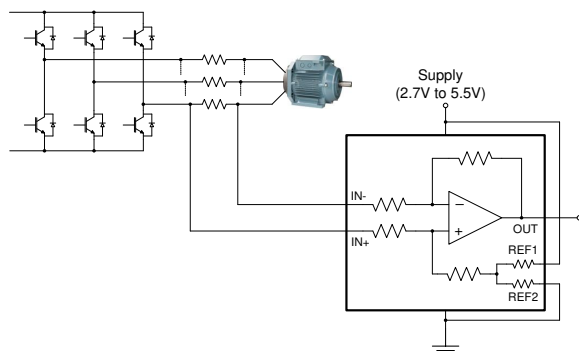 Supply
(2.7V to 5.5V)
IN-
−
OUT
IN+
+
REF1
REF2